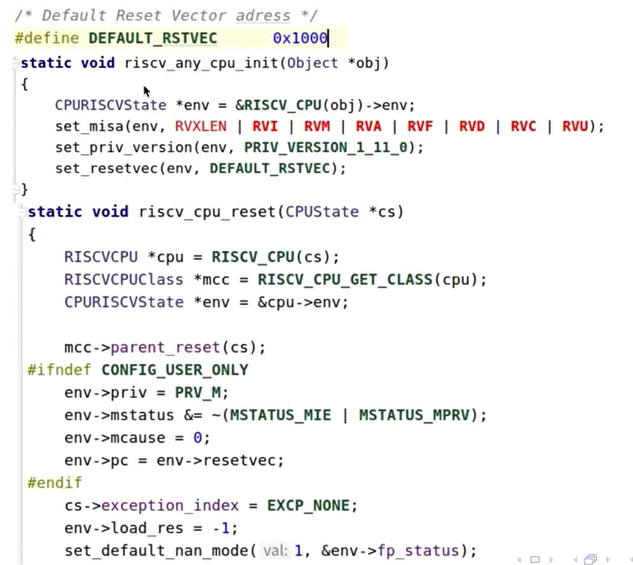 /* Default Reset Vector adress */
#define DEFAULT_RSTVEC      0x1000
static void riscv_any_cpu_init(Object *obj)
{
    CPURISCVState *env = &RISCV_CPU(obj)->env;
    set_misa(env, RVXLEN | RVI | RVM | RVA | RVF | RVD | RVC | RVU);
    set_priv_version(env, PRIV_VERSION_1_11_0);
    set_resetvec(env, DEFAULT_RSTVEC);
}
static void riscv_cpu_reset(CPUState *cs)
{
    RISCVCPU *cpu = RISCV_CPU(cs);
    RISCVCPUClass *mcc = RISCV_CPU_GET_CLASS(cpu);
    CPURISCVState *env = &cpu->env;

    mcc->parent_reset(cs);
#ifndef CONFIG_USER_ONLY
    env->priv = PRV_M;
    env->mstatus &= ~(MSTATUS_MIE | MSTATUS_MPRV);
    env->mcause = 0;
    env->pc = env->resetvec;
#endif
    cs->exception_index = EXCP_NONE;
    env->load_res = -1;
    set_default_nan_mode( val: 1, &env->fp_status);